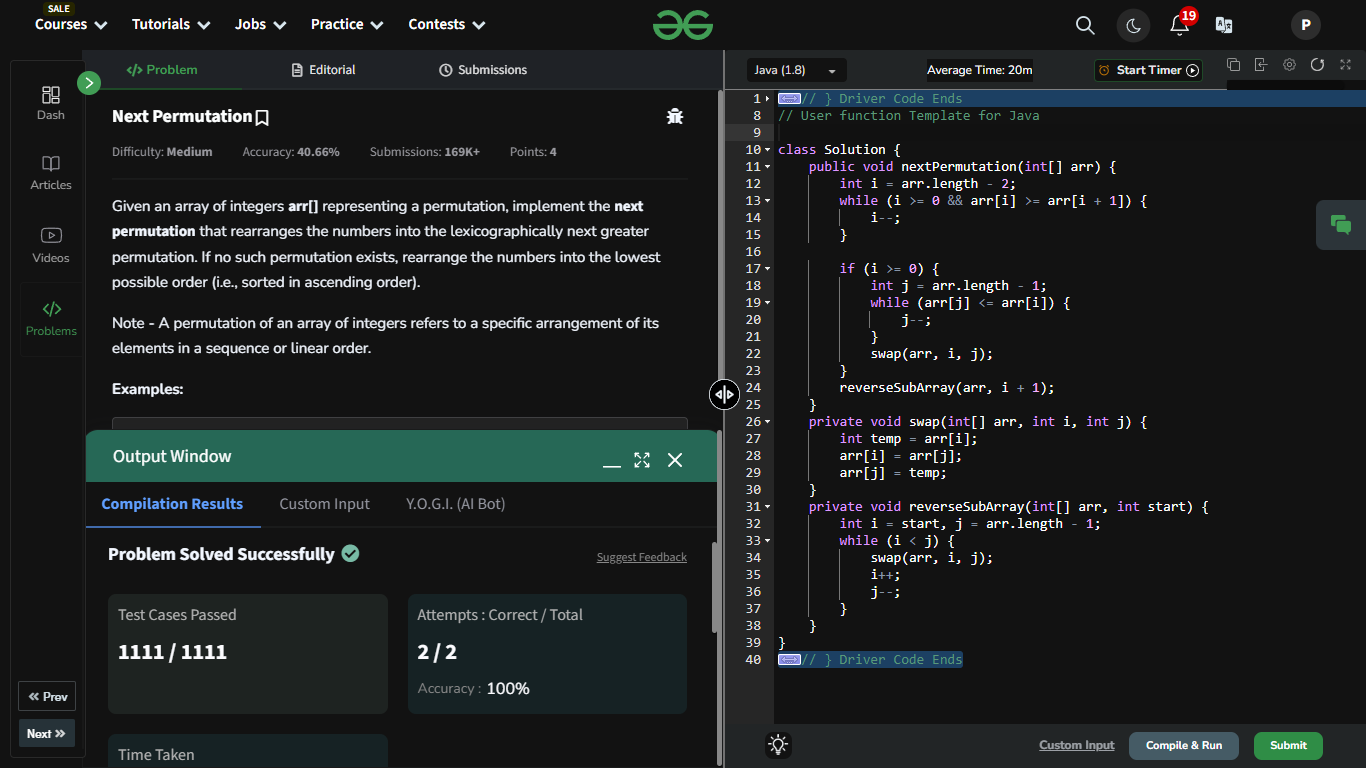 SALE
Courses Tutorials Jobs Practice Contests
19
P
Dash
Articles
Videos
Problems
Prev
Next
</> Problem Editorial Submissions
Next Permutation
Difficulty: Medium Accuracy: 40.66% Submissions: 169K+ Points: 4
Given an array of integers arr[] representing a permutation, implement the next
permutation that rearranges the numbers into the lexicographically next greater
permutation. If no such permutation exists, rearrange the numbers into the lowest
possible order (i.e., sorted in ascending order).
Note - A permutation of an array of integers refers to a specific arrangement of its
elements in a sequence or linear order.
Examples:
Output Window
Compilation Results Custom Input Y.O.G.I. (AI Bot)
Problem Solved Successfully Suggest Feedback
Test Cases Passed
1111 / 1111
Attempts : Correct / Total
2 / 2
Accuracy : 100%
Time Taken
Java (1.8) Average Time: 20m Start Timer
1 // } Driver Code Ends
8 // User function Template for Java
9
10 class Solution {
11 public void nextPermutation(int[] arr) {
12 int i = arr.length - 2;
13 while (i >= 0 && arr[i] >= arr[i + 1]) {
14 i--;
15 }
16
17 if (i >= 0) {
18 int j = arr.length - 1;
19 while (arr[j] <= arr[i]) {
20 j--;
21 }
22 swap(arr, i, j);
23 }
24 reverseSubArray(arr, i + 1);
25 }
26 private void swap(int[] arr, int i, int j) {
27 int temp = arr[i];
28 arr[i] = arr[j];
29 arr[j] = temp;
30 }
31 private void reverseSubArray(int[] arr, int start) {
32 int i = start, j = arr.length - 1;
33 while (i < j) {
34 swap(arr, i, j);
35 i++;
36 j--;
37 }
38 }
39 }
40 // } Driver Code Ends
Custom Input Compile & Run Submit